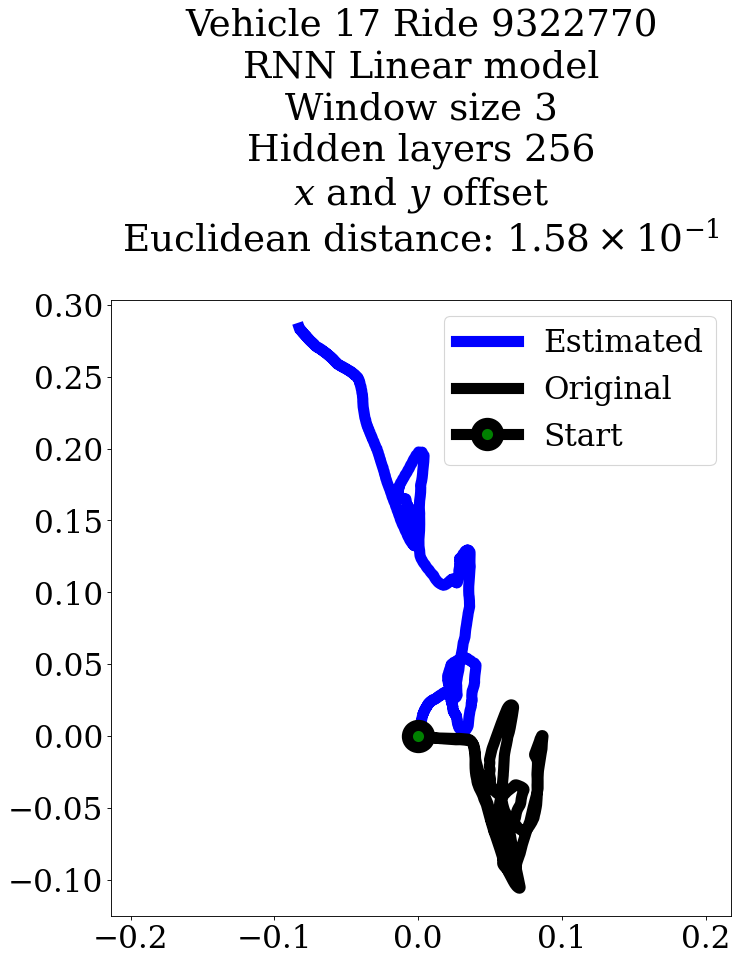 Vehicle 17 Ride 9322770
RNN Linear model
Window size 3
Hidden layers 256
x and y offset
Euclidean distance: 1.58 × 10⁻¹
Estimated
Original
Start
0.30
0.25
0.20
0.15
0.10
0.05
0.00
−0.05
−0.10
−0.2 −0.1 0.0 0.1 0.2